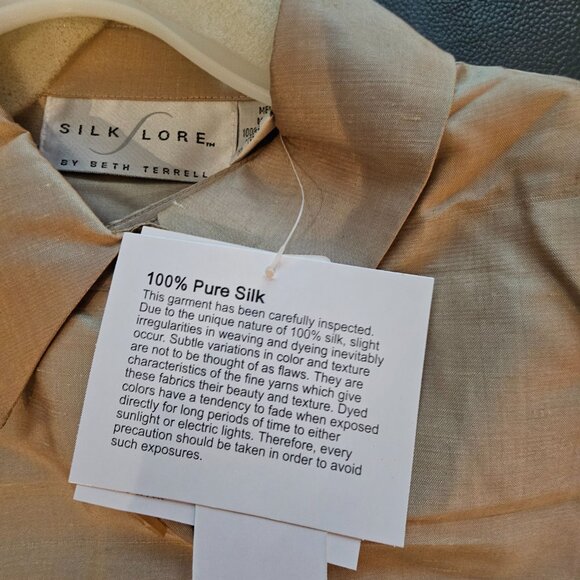 SILK LORE™
BY BETH TERRELL
100% Pure Silk
This garment has been carefully inspected.
Due to the unique nature of 100% silk, slight
irregularities in weaving and dyeing inevitably
occur. Subtle variations in color and texture
are not to be thought of as flaws. They are
characteristics of the fine yarns which give
these fabrics their beauty and texture. Dyed
colors have a tendency to fade when exposed
directly for long periods of time to either
sunlight or electric lights. Therefore, every
precaution should be taken in order to avoid
such exposures.